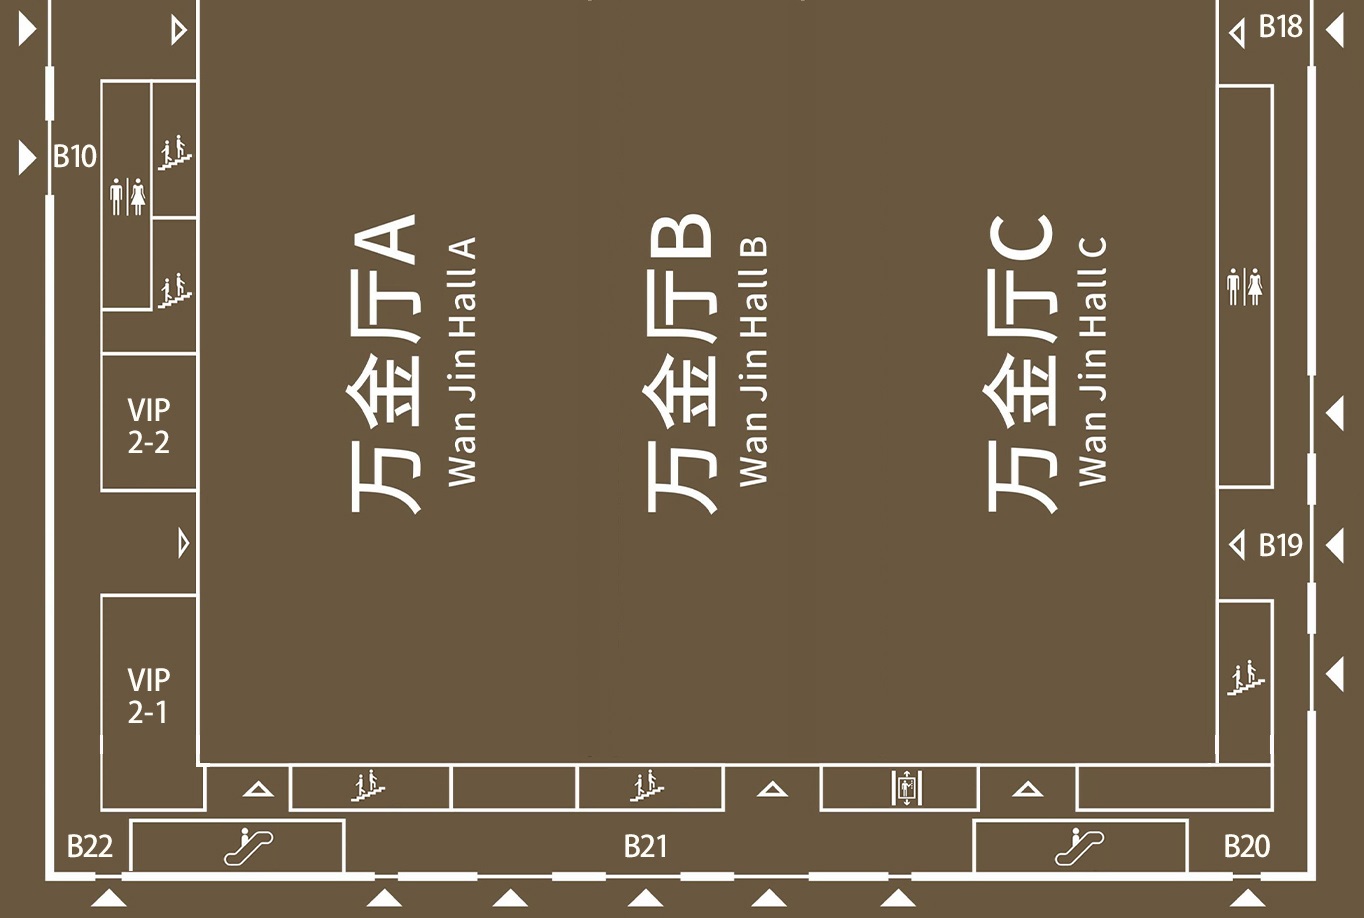 B18
B10
万金厅A
Wan Jin Hall A
万金厅B
Wan Jin Hall B
万金厅C
Wan Jin Hall C
VIP
2-2
B19
VIP
2-1
B22
B21
B20